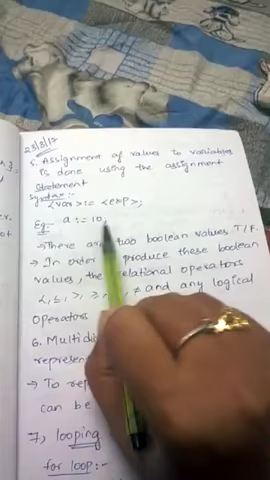 23/8/17
5. Assignment of values to variables
is done using the assignment
statement
Syntax:-
<var> := <exp>;
Eg:- a := 10;
→ There are two boolean values T/F.
→ In order produce these boolean
values, the relational operators
<, ≤, >, ≥, =, ≠ and any logical
operators
6. Multidi
represen
→ To rep
can be
7, looping
for loop:-